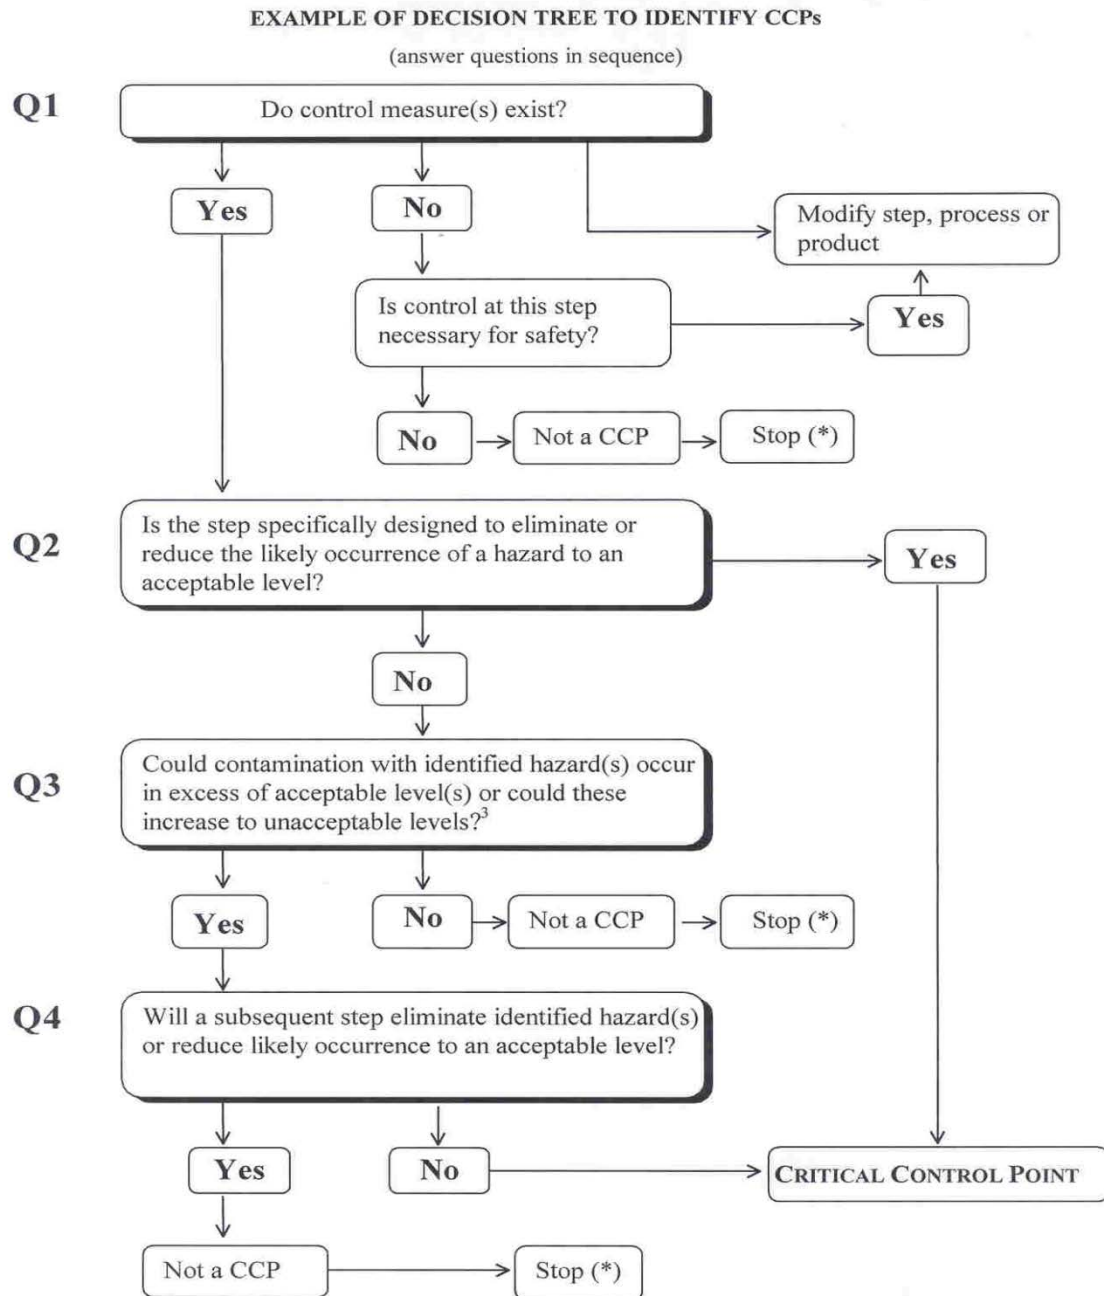 EXAMPLE OF DECISION TREE TO IDENTIFY CCPs
(answer questions in sequence)
Q1
Do control measure(s) exist?
Yes
No
Modify step, process or
product
Is control at this step
necessary for safety?
Yes
No
Not a CCP
Stop (*)
Q2
Is the step specifically designed to eliminate or
reduce the likely occurrence of a hazard to an
acceptable level?
Yes
No
Q3
Could contamination with identified hazard(s) occur
in excess of acceptable level(s) or could these
increase to unacceptable levels?³
Yes
No
Not a CCP
Stop (*)
Q4
Will a subsequent step eliminate identified hazard(s)
or reduce likely occurrence to an acceptable level?
Yes
No
CRITICAL CONTROL POINT
Not a CCP
Stop (*)